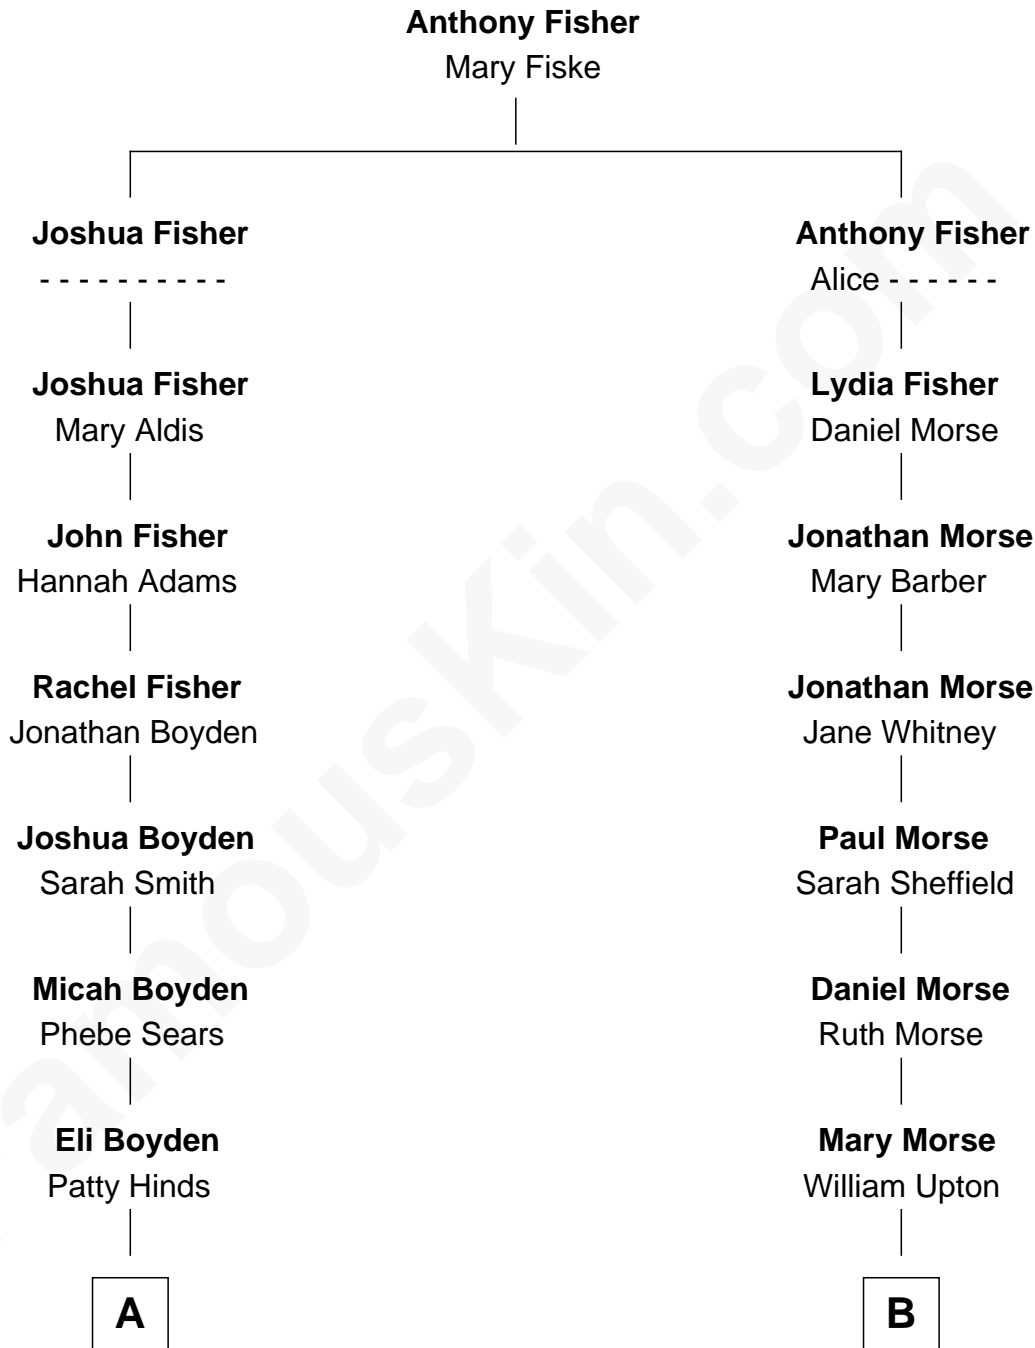 Anthony Fisher
Mary Fiske
Joshua Fisher
- - - - - - - - - -
Anthony Fisher
Alice - - - - - -
Joshua Fisher
Mary Aldis
Lydia Fisher
Daniel Morse
John Fisher
Hannah Adams
Jonathan Morse
Mary Barber
Rachel Fisher
Jonathan Boyden
Jonathan Morse
Jane Whitney
Joshua Boyden
Sarah Smith
Paul Morse
Sarah Sheffield
Micah Boyden
Phebe Sears
Daniel Morse
Ruth Morse
Eli Boyden
Patty Hinds
Mary Morse
William Upton
A
B
amouskin.com